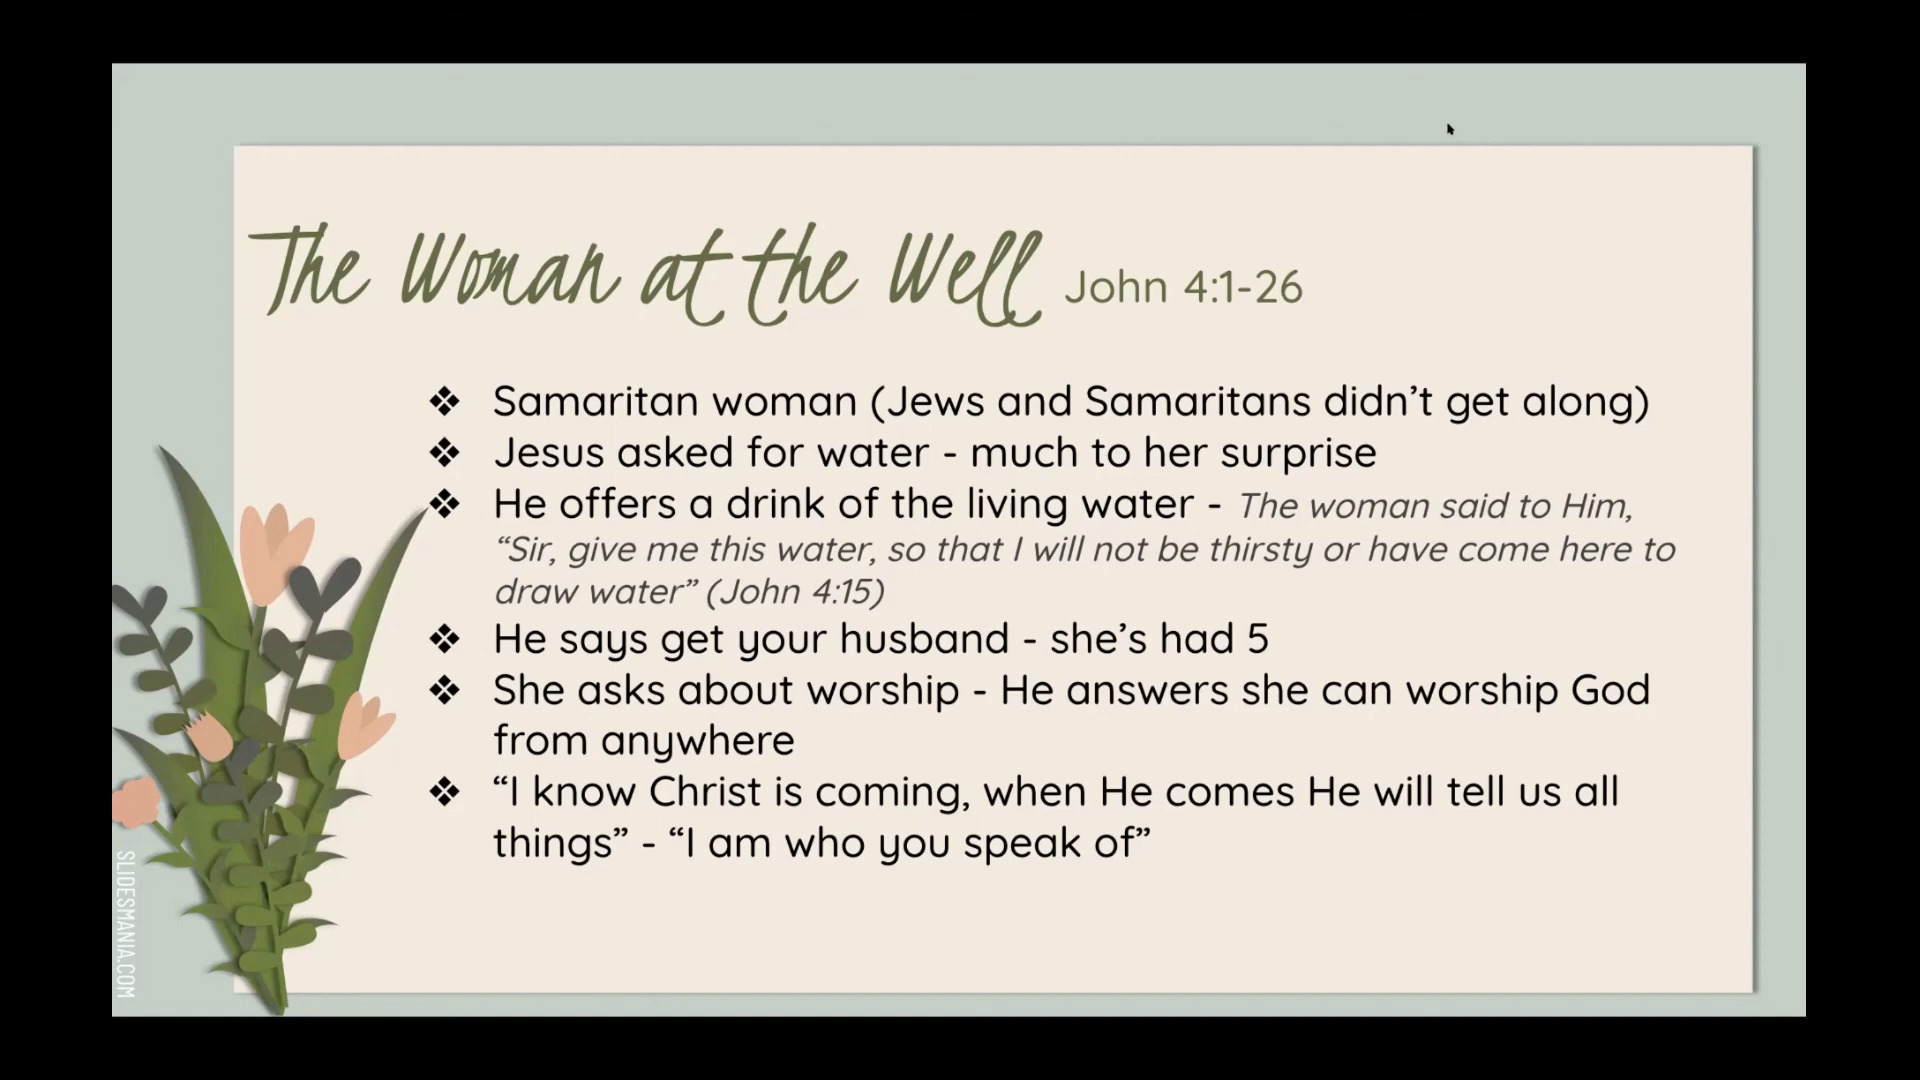 The Woman at the Well John 4:1-26
❖ Samaritan woman (Jews and Samaritans didn’t get along)
❖ Jesus asked for water - much to her surprise
❖ He offers a drink of the living water - The woman said to Him,
“Sir, give me this water, so that I will not be thirsty or have come here to
draw water” (John 4:15)
❖ He says get your husband - she’s had 5
❖ She asks about worship - He answers she can worship God
from anywhere
❖ “I know Christ is coming, when He comes He will tell us all
things” - “I am who you speak of”
SLIDESMANIA.COM